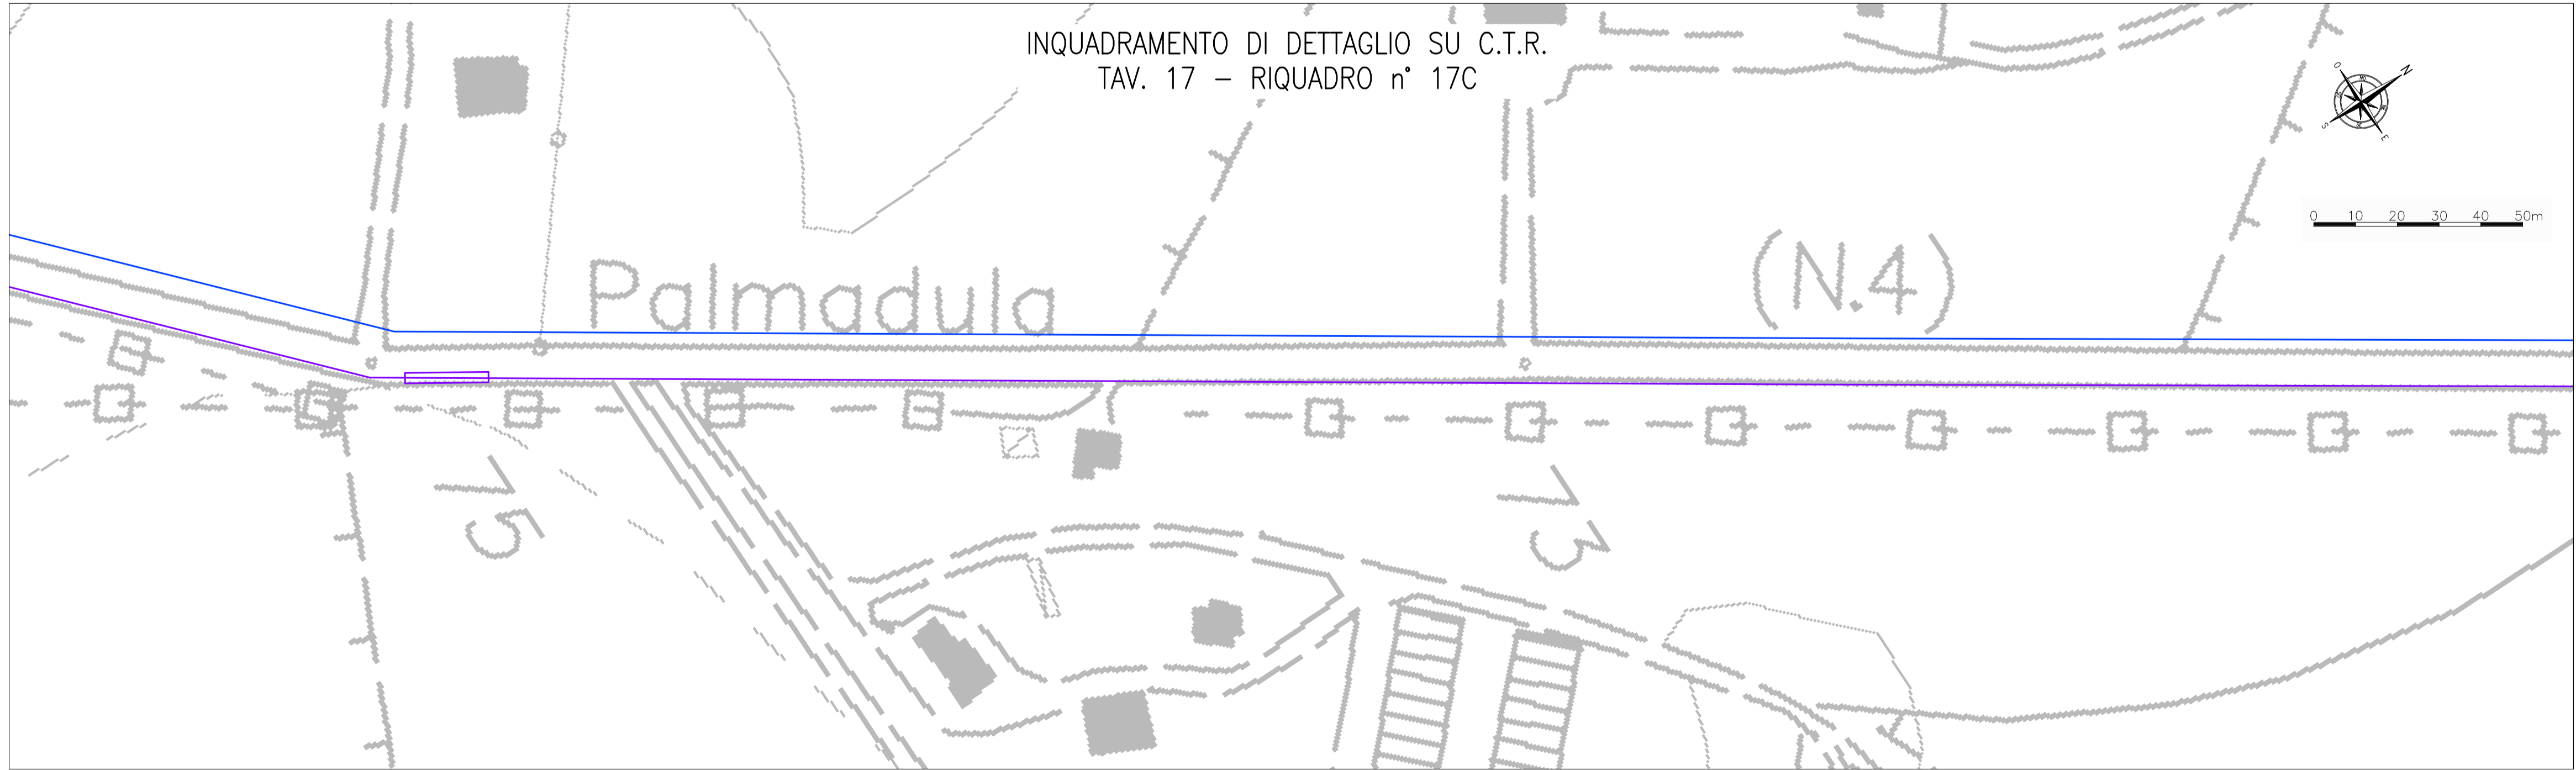 INQUADRAMENTO DI DETTAGLIO SU C.T.R.
TAV. 17 – RIQUADRO n° 17C
O N
S E
0 10 20 30 40 50m
Palmadula (N.4)
75
73